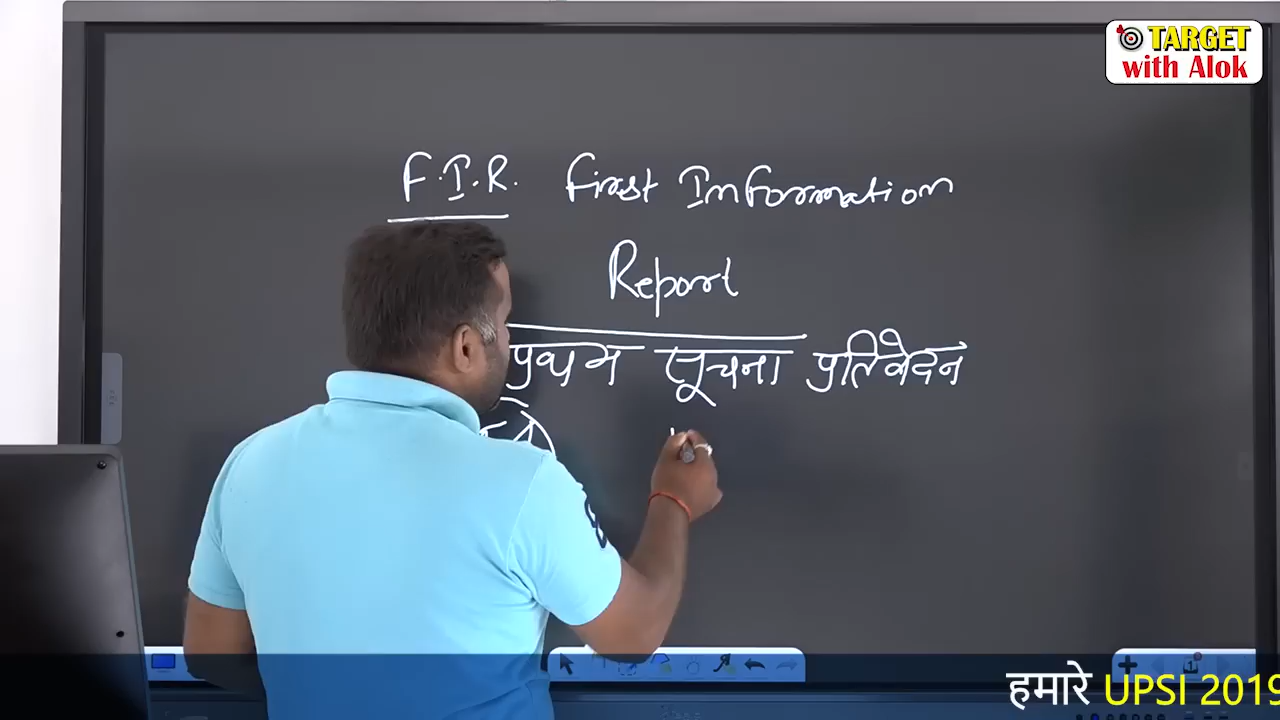 TARGET
with Alok
F.I.R. First Information
Report
प्रथम सूचना प्रतिवेदन
हमारे UPSI 2019